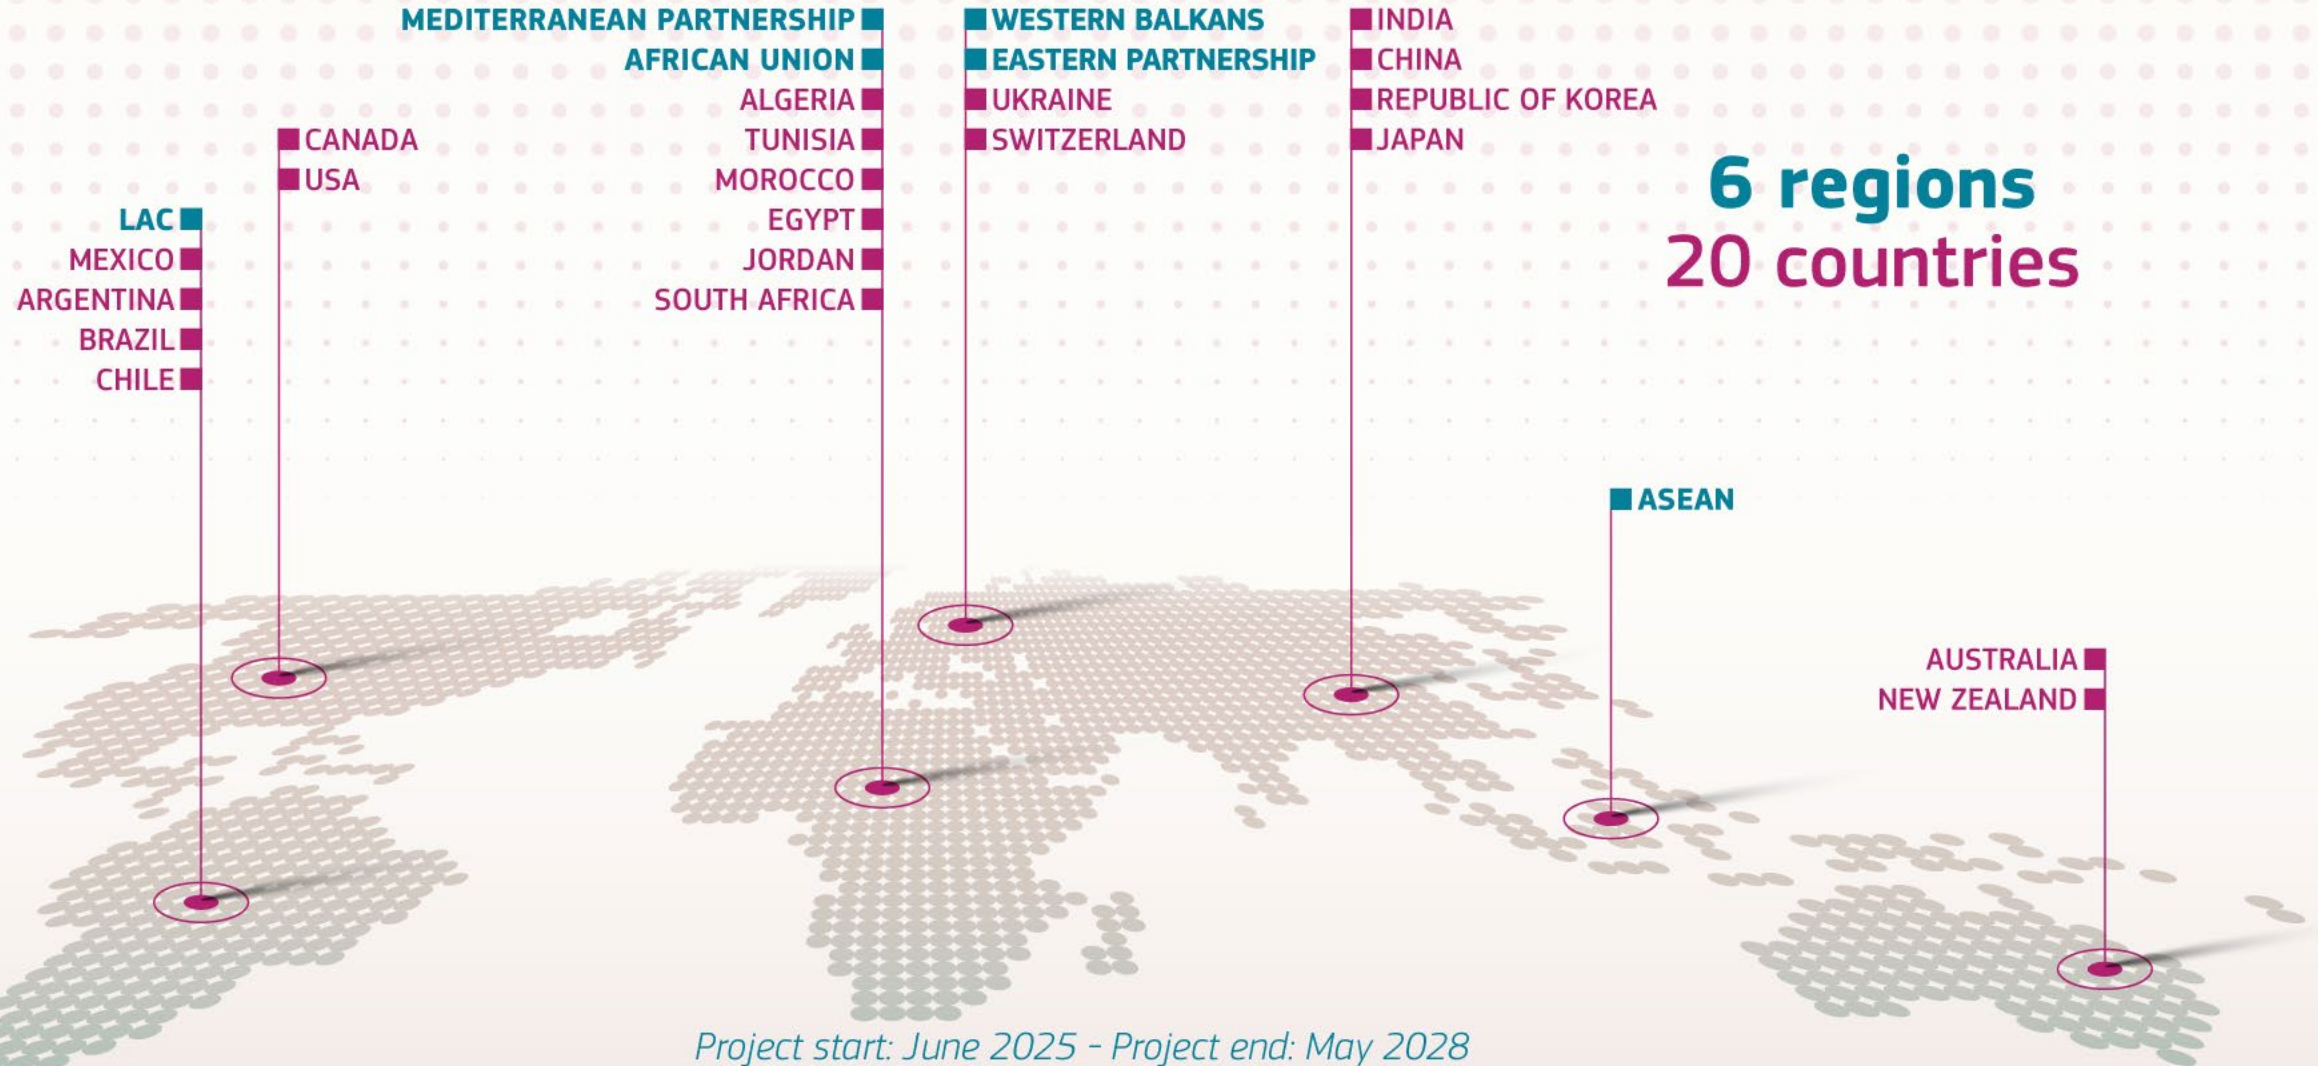 MEDITERRANEAN PARTNERSHIP
AFRICAN UNION
ALGERIA
TUNISIA
MOROCCO
EGYPT
JORDAN
SOUTH AFRICA
WESTERN BALKANS
EASTERN PARTNERSHIP
UKRAINE
SWITZERLAND
INDIA
CHINA
REPUBLIC OF KOREA
JAPAN
CANADA
USA
LAC
MEXICO
ARGENTINA
BRAZIL
CHILE
6 regions
20 countries
ASEAN
AUSTRALIA
NEW ZEALAND
Project start: June 2025 - Project end: May 2028